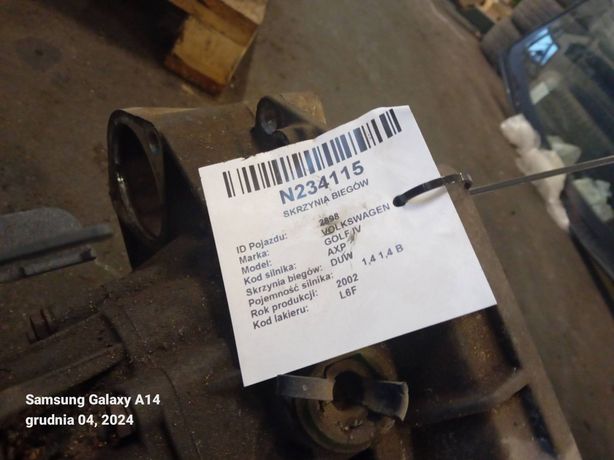 N234115
SKRZYNIA BIEGÓW
ID Pojazdu: 2898
Marka: VOLKSWAGEN
Model: GOLF IV
Kod silnika: AXP
Skrzynia biegów: DUW
Pojemność silnika: 1,4 1,4 B
Rok produkcji: 2002
Kod lakieru: L6F
Samsung Galaxy A14
grudnia 04, 2024